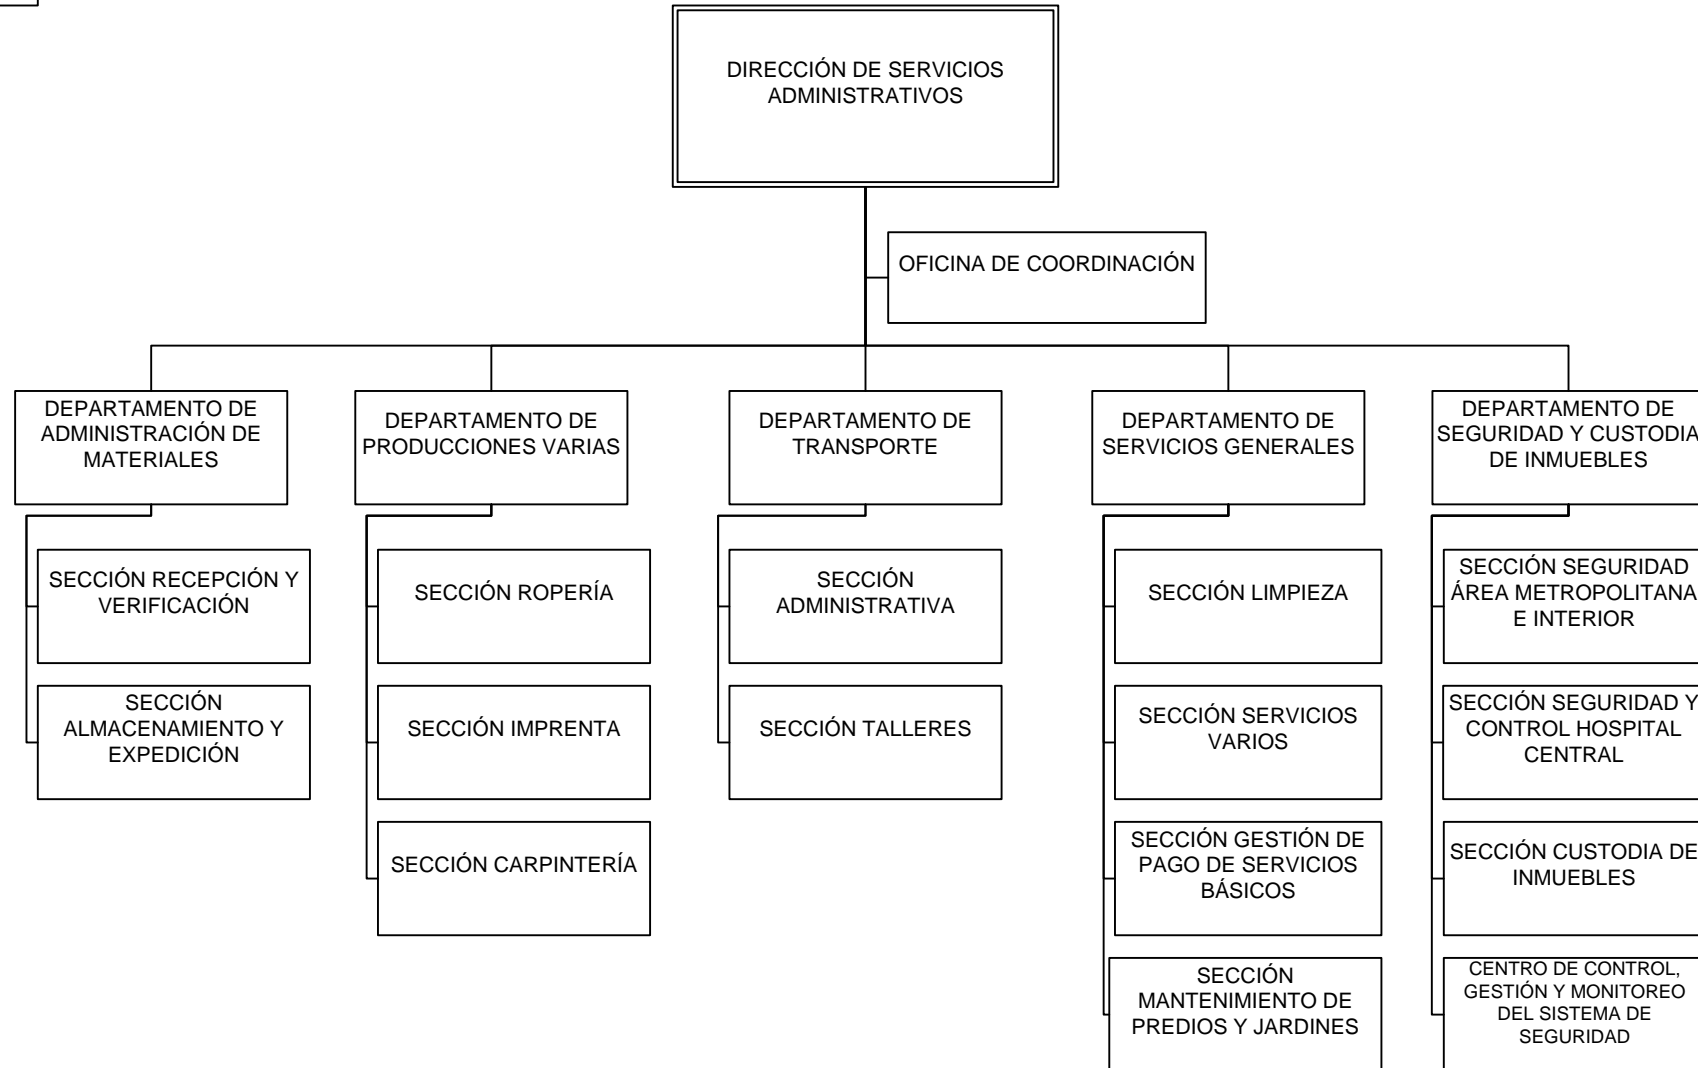 DIRECCIÓN DE SERVICIOS
ADMINISTRATIVOS
OFICINA DE COORDINACIÓN
DEPARTAMENTO DE
ADMINISTRACIÓN DE
MATERIALES
DEPARTAMENTO DE
PRODUCCIONES VARIAS
DEPARTAMENTO DE
TRANSPORTE
DEPARTAMENTO DE
SERVICIOS GENERALES
DEPARTAMENTO DE
SEGURIDAD Y CUSTODIA
DE INMUEBLES
SECCIÓN RECEPCIÓN Y
VERIFICACIÓN
SECCIÓN ROPERÍA
SECCIÓN
ADMINISTRATIVA
SECCIÓN LIMPIEZA
SECCIÓN SEGURIDAD
ÁREA METROPOLITANA
E INTERIOR
SECCIÓN
ALMACENAMIENTO Y
EXPEDICIÓN
SECCIÓN IMPRENTA
SECCIÓN TALLERES
SECCIÓN SERVICIOS
VARIOS
SECCIÓN SEGURIDAD Y
CONTROL HOSPITAL
CENTRAL
SECCIÓN CARPINTERÍA
SECCIÓN GESTIÓN DE
PAGO DE SERVICIOS
BÁSICOS
SECCIÓN CUSTODIA DE
INMUEBLES
SECCIÓN
MANTENIMIENTO DE
PREDIOS Y JARDINES
CENTRO DE CONTROL,
GESTIÓN Y MONITOREO
DEL SISTEMA DE
SEGURIDAD